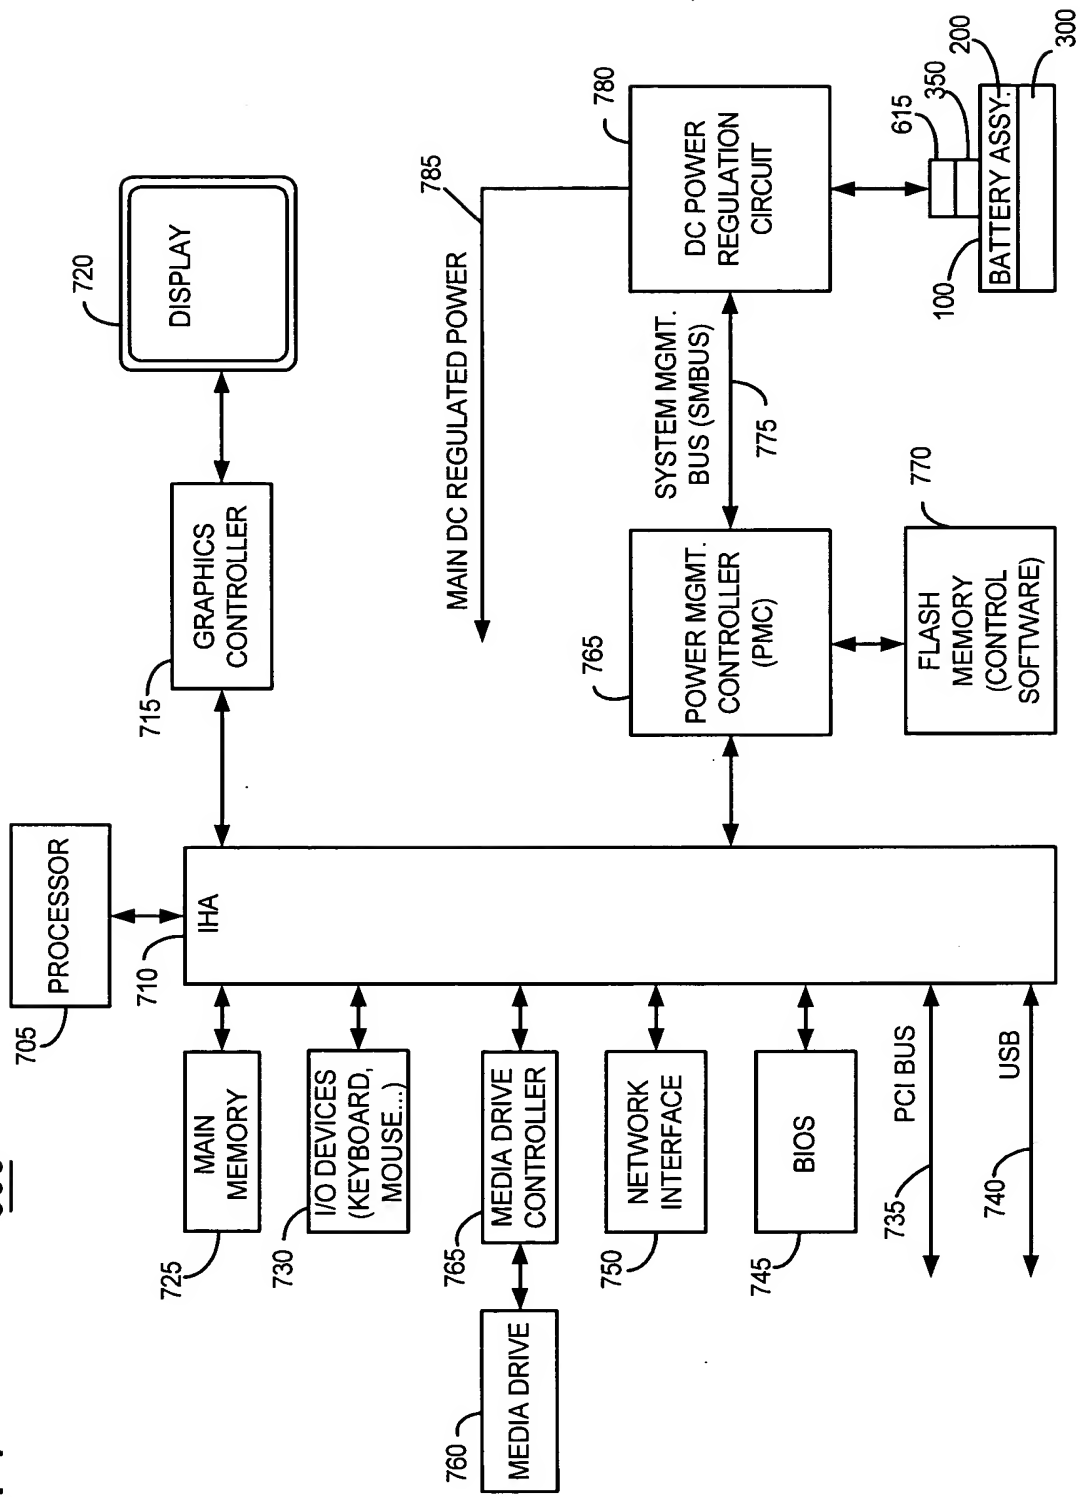 705
PROCESSOR
710
IHA
715
GRAPHICS
CONTROLLER
720
DISPLAY
725
MAIN
MEMORY
730
I/O DEVICES
(KEYBOARD,
MOUSE...)
760
MEDIA DRIVE
765
MEDIA DRIVE
CONTROLLER
750
NETWORK
INTERFACE
745
BIOS
735
PCI BUS
740
USB
MAIN DC REGULATED POWER
785
765
POWER MGMT.
CONTROLLER
(PMC)
SYSTEM MGMT.
BUS (SMBUS)
775
780
DC POWER
REGULATION
CIRCUIT
770
FLASH
MEMORY
(CONTROL
SOFTWARE)
615
350
100
BATTERY ASSY.
200
300